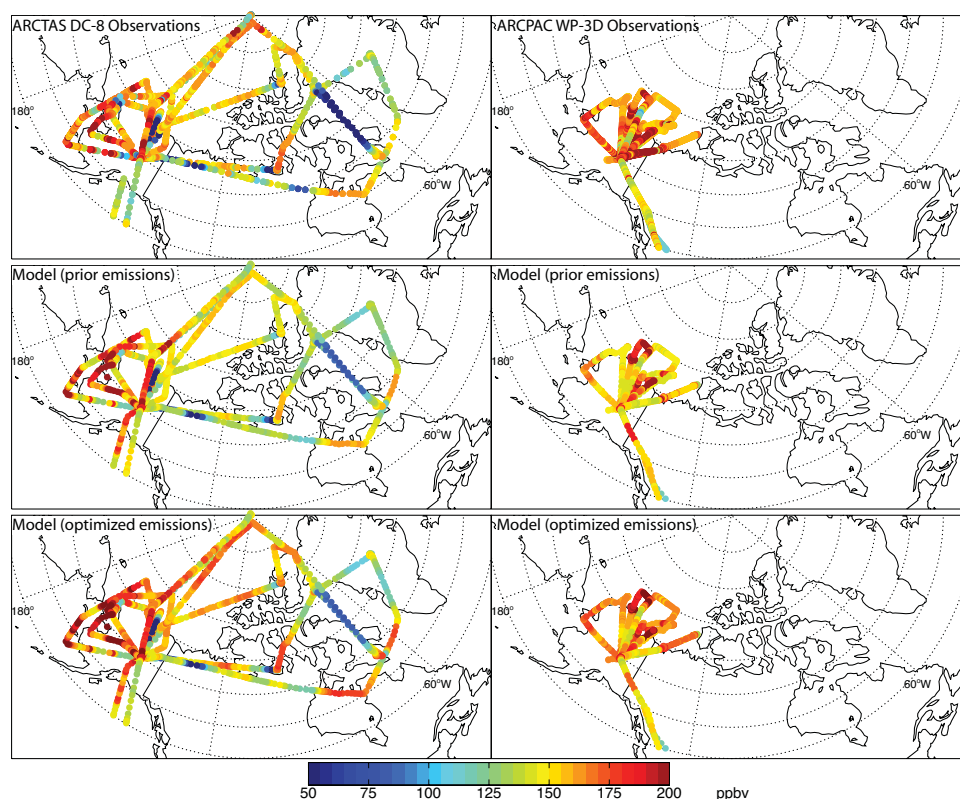 ARCTAS DC-8 Observations
ARCPAC WP-3D Observations
180°
60°W
180°
60°W
Model (prior emissions)
Model (prior emissions)
180°
60°W
180°
60°W
Model (optimized emissions)
Model (optimized emissions)
180°
60°W
180°
60°W
50 75 100 125 150 175 200 ppbv